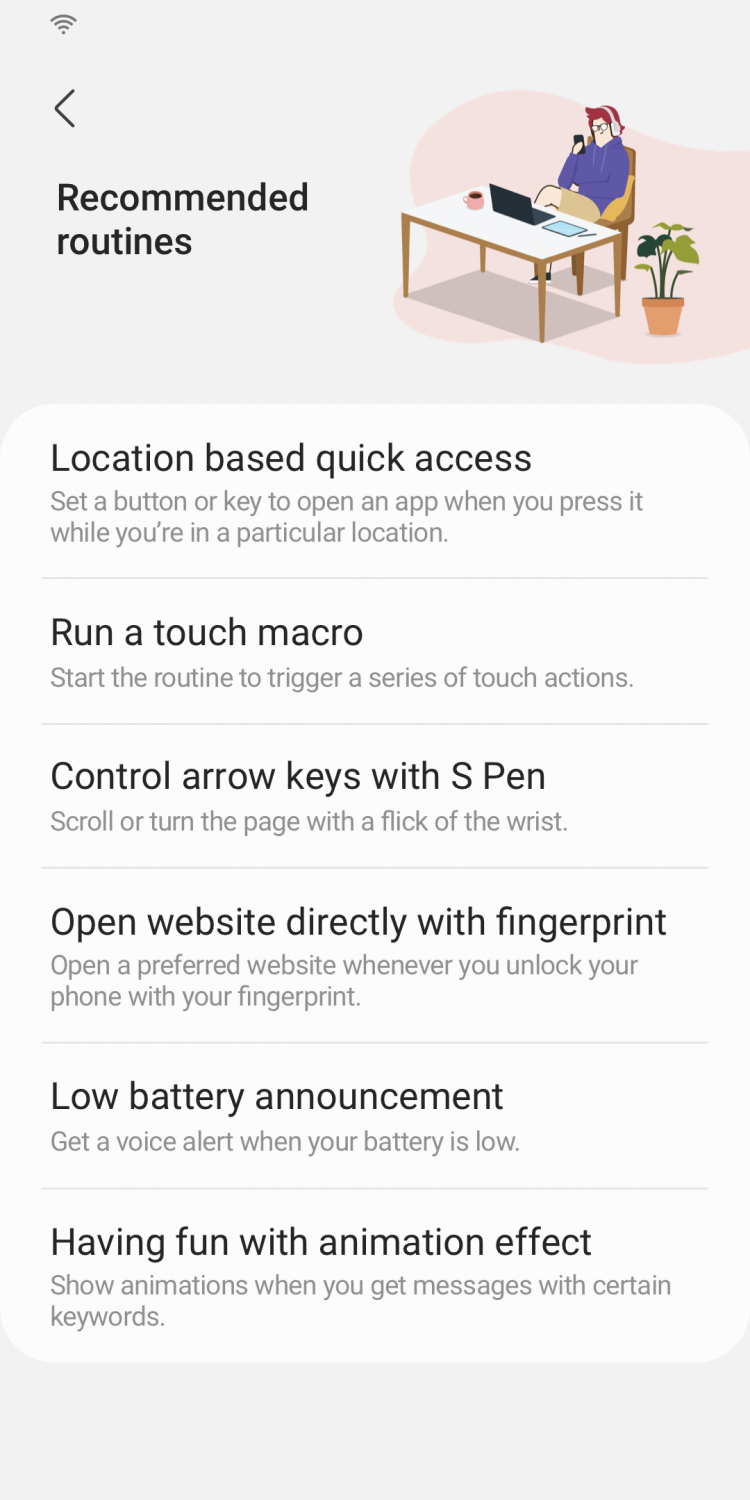 Recommended
routines
Location based quick access
Set a button or key to open an app when you press it
while you’re in a particular location.
Run a touch macro
Start the routine to trigger a series of touch actions.
Control arrow keys with S Pen
Scroll or turn the page with a flick of the wrist.
Open website directly with fingerprint
Open a preferred website whenever you unlock your
phone with your fingerprint.
Low battery announcement
Get a voice alert when your battery is low.
Having fun with animation effect
Show animations when you get messages with certain
keywords.